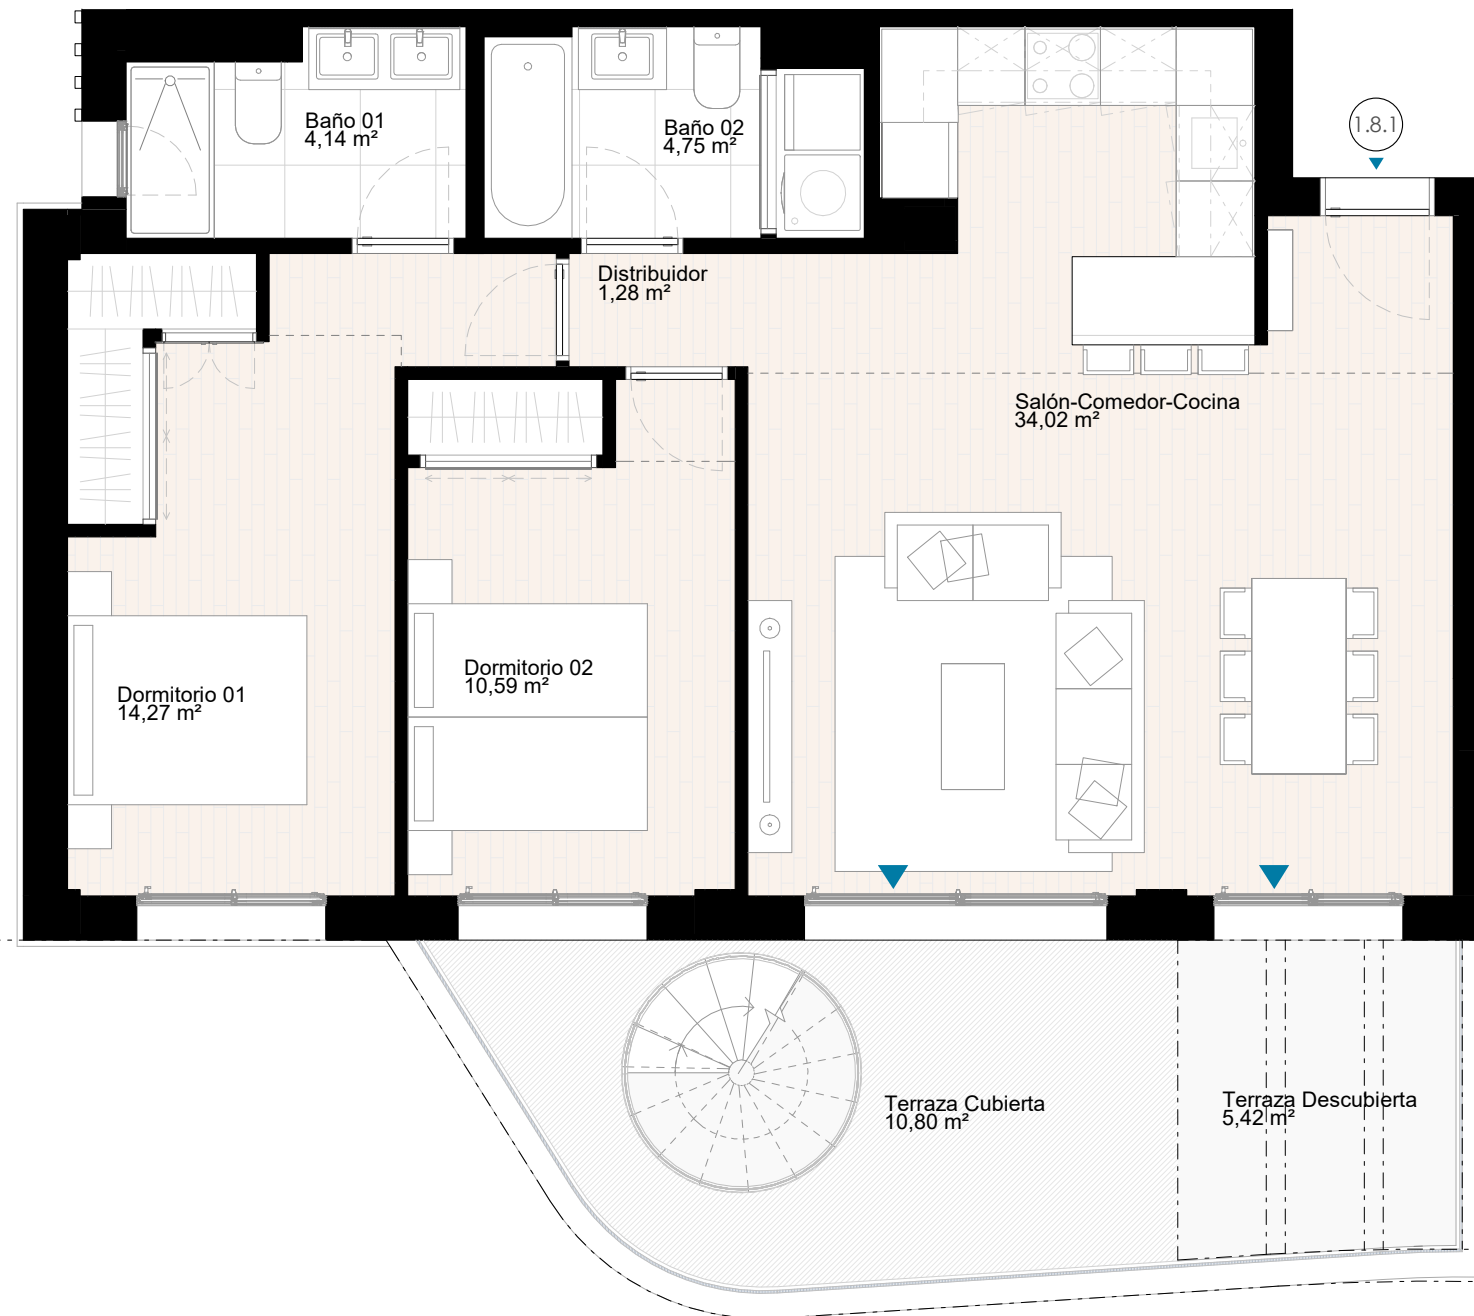 Baño 01
4,14 m²
Baño 02
4,75 m²
1.8.1
Distribuidor
1,28 m²
Salón-Comedor-Cocina
34,02 m²
Dormitorio 01
14,27 m²
Dormitorio 02
10,59 m²
Terraza Cubierta
10,80 m²
Terraza Descubierta
5,42 m²